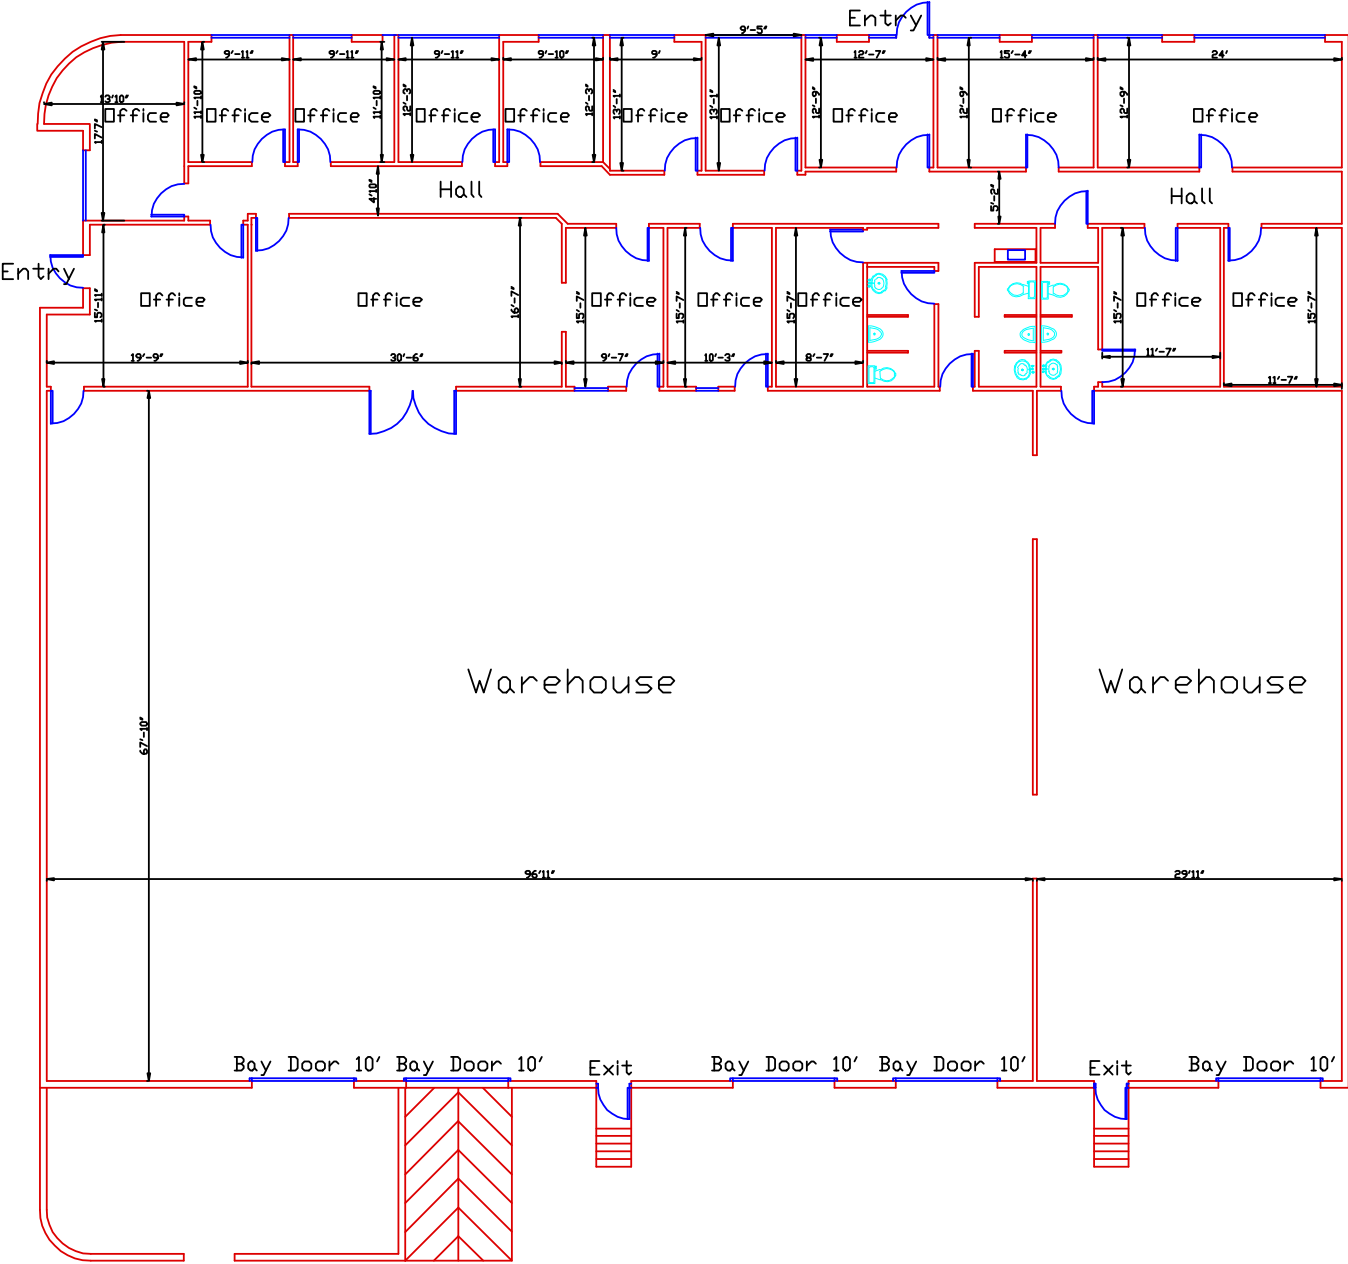 Entry
9'-5"
9'-11" 9'-11" 9'-11" 9'-10" 9' 12'-7" 15'-4" 24'
13'10"
17'7" 11'-10" 11'-10" 12'-3" 12'-3" 13'-1" 13'-1" 12'-9" 12'-9" 12'-9"
Office Office Office Office Office Office Office Office Office Office
4'10" Hall 5'-2" Hall
Entry
15'-11" 16'-7" 15'-7" 15'-7" 15'-7" 15'-7" 15'-7"
Office Office Office Office Office Office Office
19'-9" 30'-6" 9'-7" 10'-3" 8'-7" 11'-7"
11'-7"
Warehouse Warehouse
67'-10"
96'11" 29'11"
Bay Door 10' Bay Door 10' Exit Bay Door 10' Bay Door 10' Exit Bay Door 10'